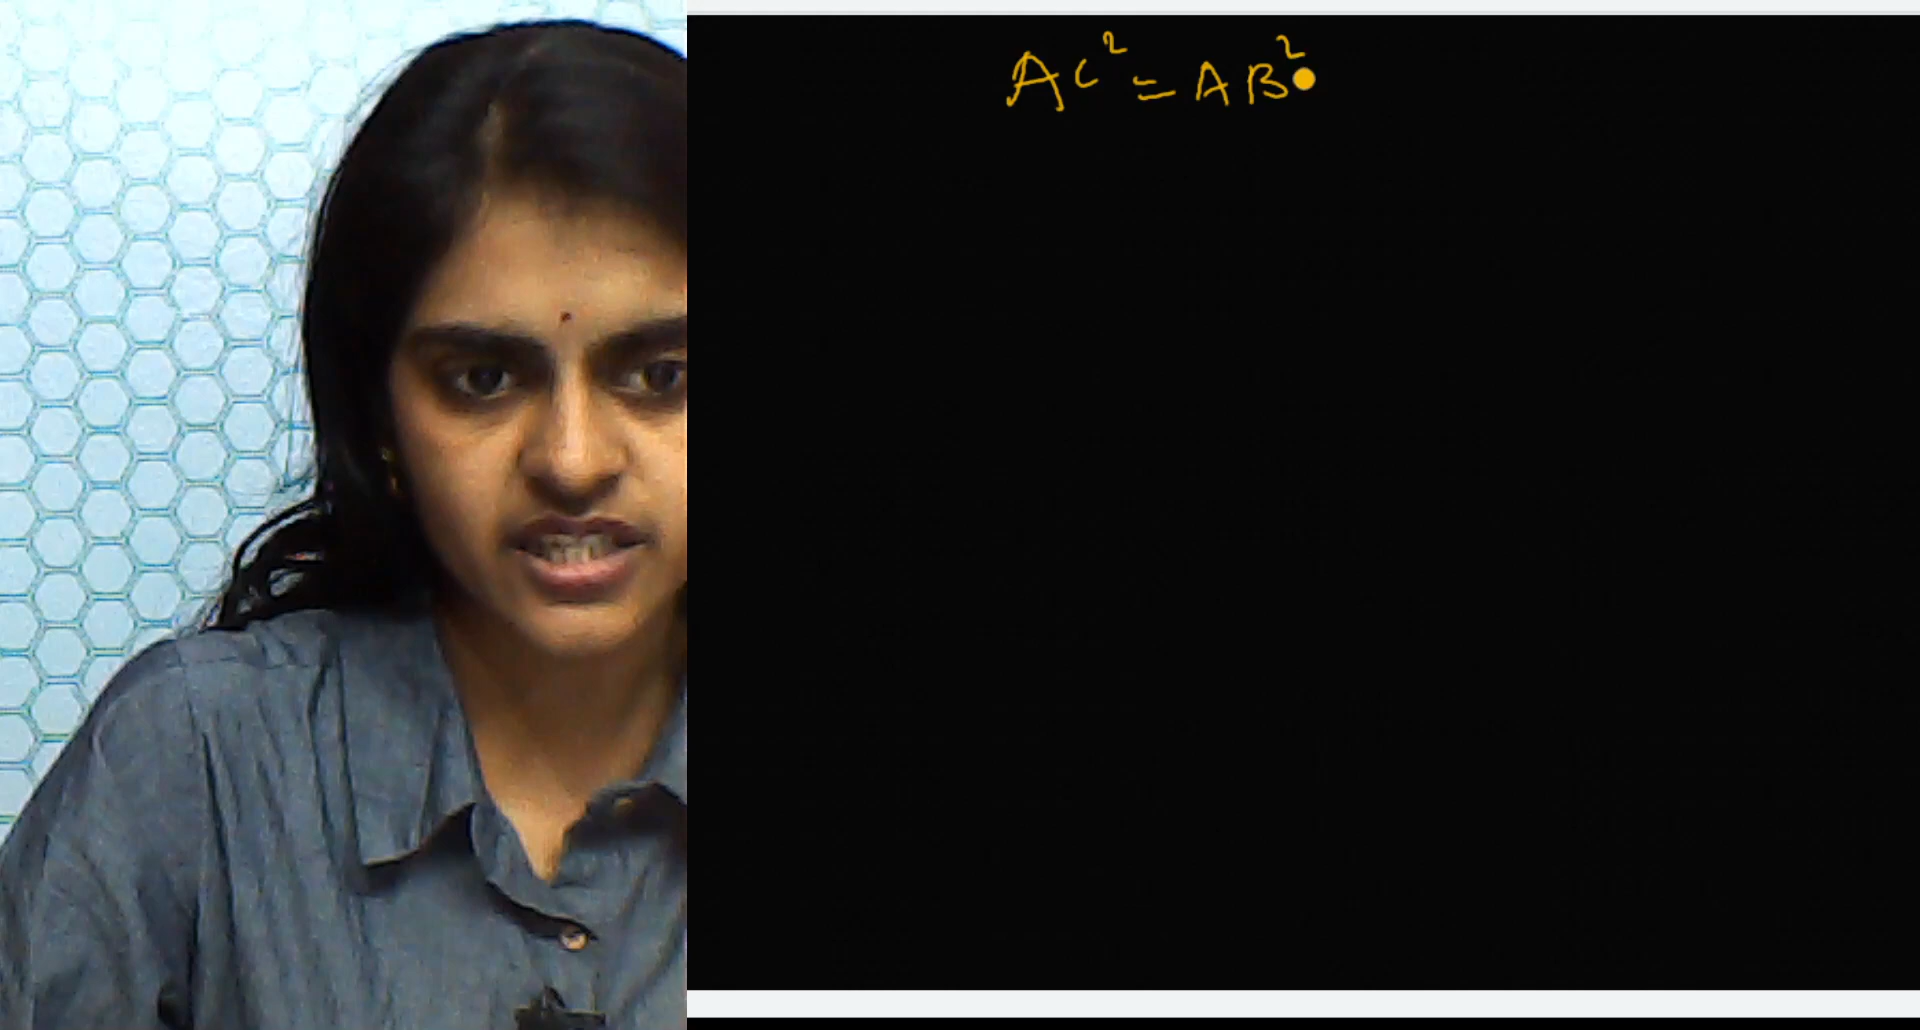 AC² = AB²